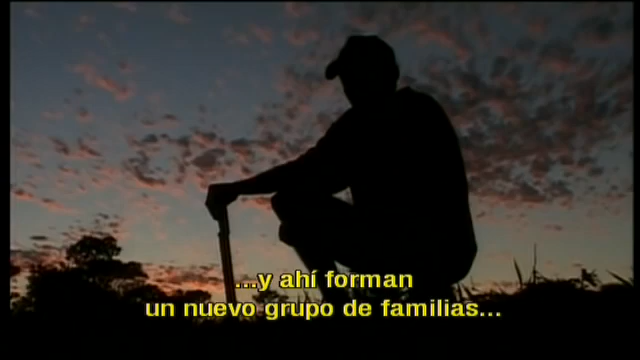 ...y ahí forman
un nuevo grupo de familias...